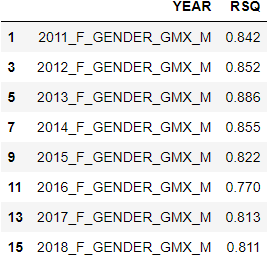 YEAR RSQ
1 2011_F_GENDER_GMX_M 0.842
3 2012_F_GENDER_GMX_M 0.852
5 2013_F_GENDER_GMX_M 0.886
7 2014_F_GENDER_GMX_M 0.855
9 2015_F_GENDER_GMX_M 0.822
11 2016_F_GENDER_GMX_M 0.770
13 2017_F_GENDER_GMX_M 0.813
15 2018_F_GENDER_GMX_M 0.811